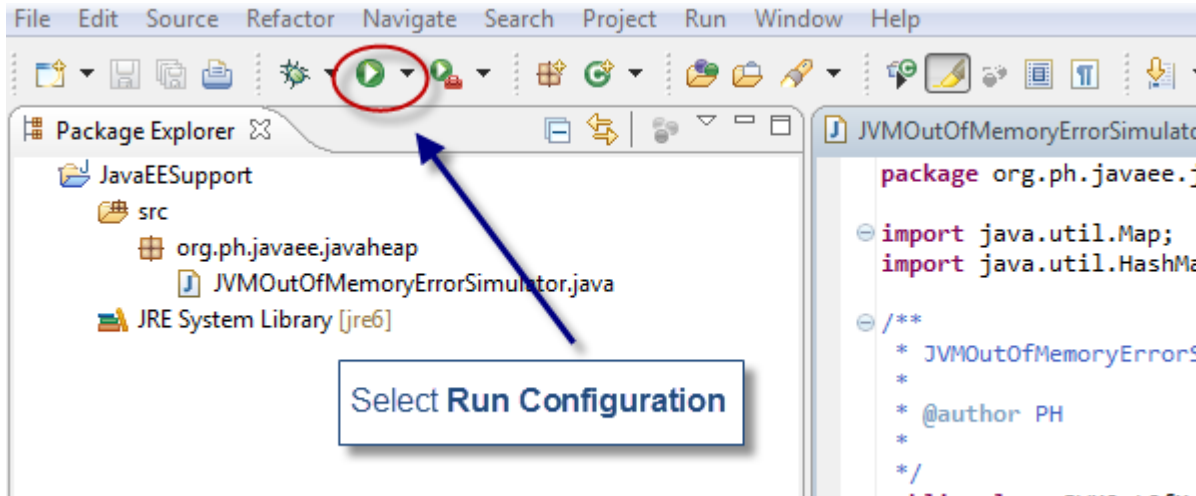 File Edit Source Refactor Navigate Search Project Run Window Help
Package Explorer
JavaEESupport
src
org.ph.javaee.javaheap
JVMOutOfMemoryErrorSimulator.java
JRE System Library [jre6]
Select Run Configuration
JVMOutOfMemoryErrorSimulato
package org.ph.javaee.j
import java.util.Map;
import java.util.HashMa
/**
* JVMOutOfMemoryErrorS
*
* @author PH
*
*/